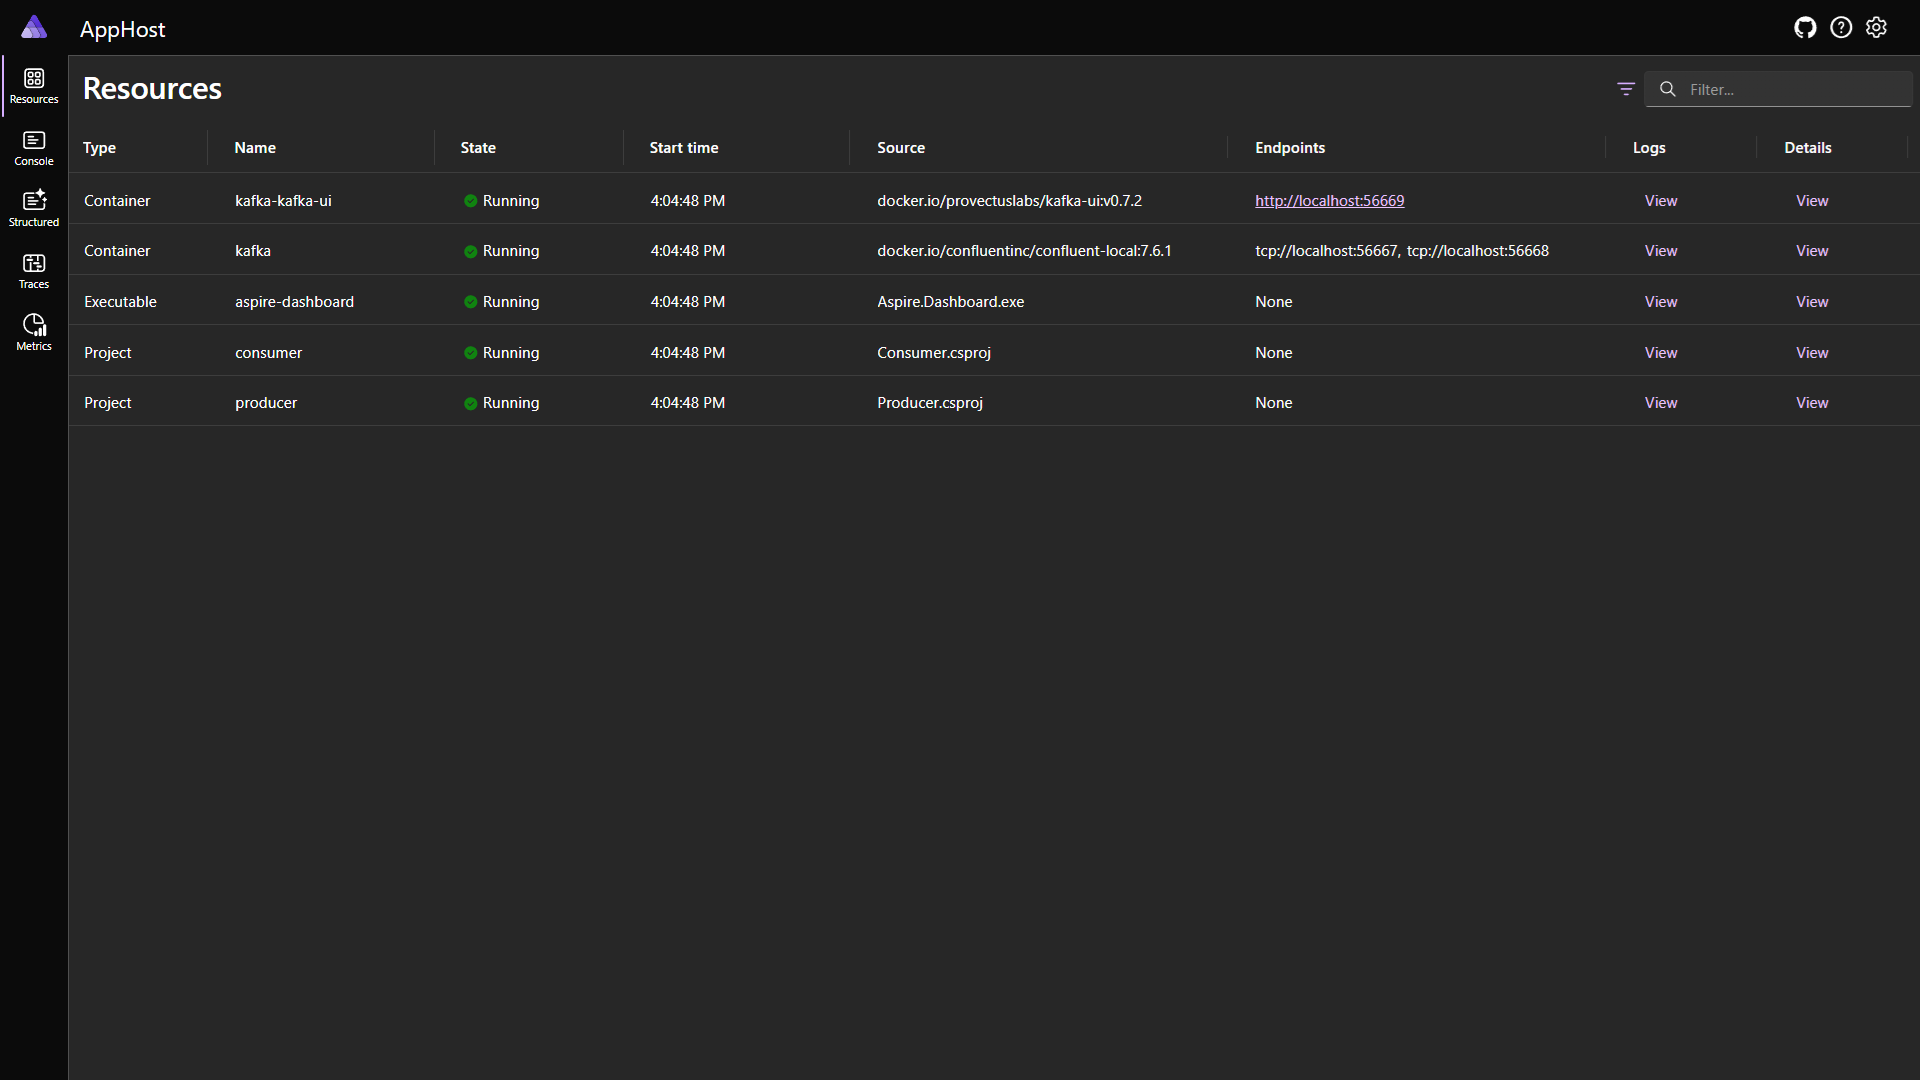 AppHost
Resources
Console
Structured
Traces
Metrics
Resources
Filter...
Type Name State Start time Source Endpoints Logs Details
Container kafka-kafka-ui Running 4:04:48 PM docker.io/provectuslabs/kafka-ui:v0.7.2 http://localhost:56669 View View
Container kafka Running 4:04:48 PM docker.io/confluentinc/confluent-local:7.6.1 tcp://localhost:56667, tcp://localhost:56668 View View
Executable aspire-dashboard Running 4:04:48 PM Aspire.Dashboard.exe None View View
Project consumer Running 4:04:48 PM Consumer.csproj None View View
Project producer Running 4:04:48 PM Producer.csproj None View View